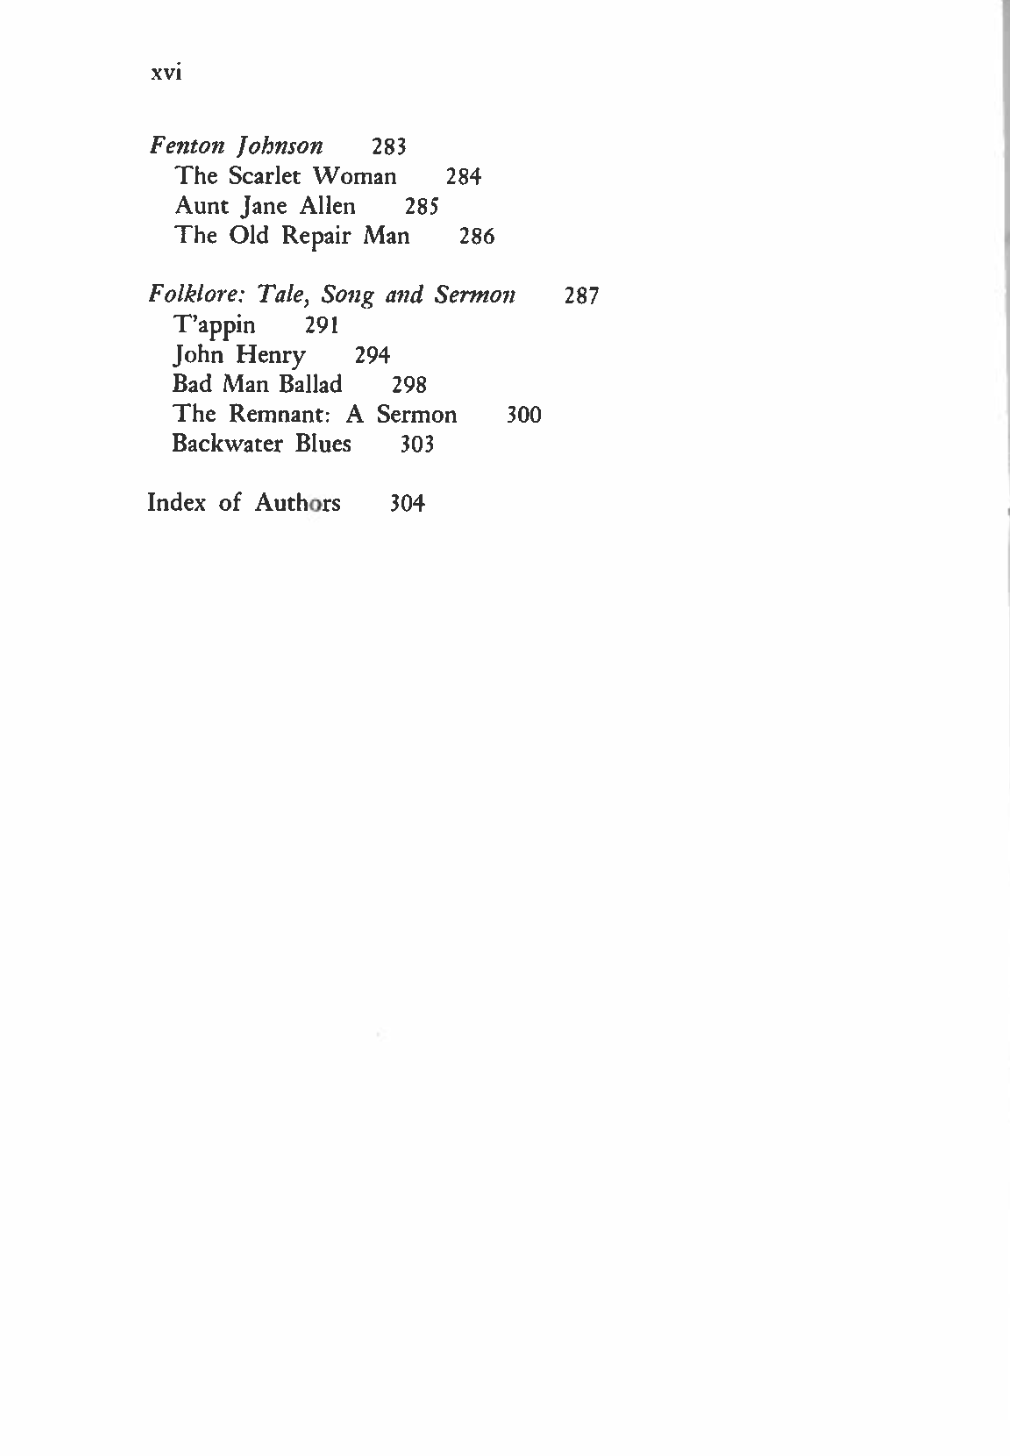 xvi
Fenton Johnson 283
The Scarlet Woman 284
Aunt Jane Allen 285
The Old Repair Man 286
Folklore: Tale, Song and Sermon 287
T'appin 291
John Henry 294
Bad Man Ballad 298
The Remnant: A Sermon 300
Backwater Blues 303
Index of Authors 304